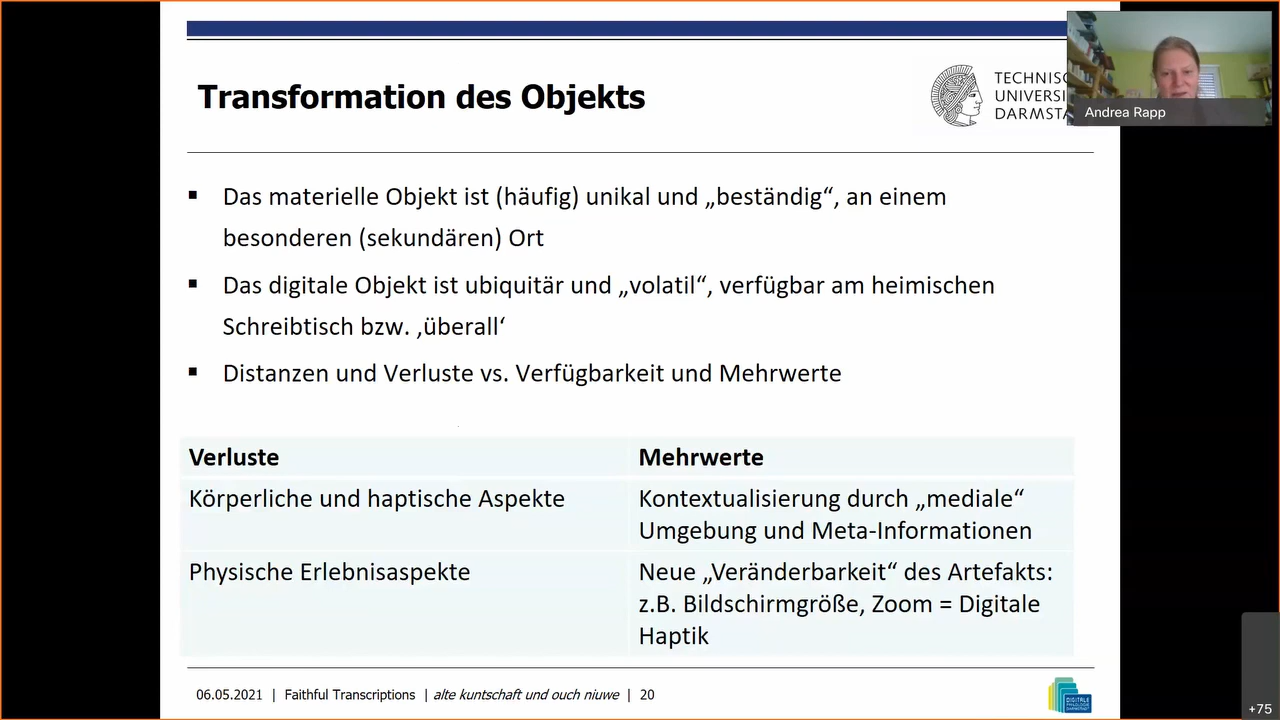 Transformation des Objekts
TECHNISC
UNIVERSI
DARMSTA
Andrea Rapp
▪ Das materielle Objekt ist (häufig) unikal und „beständig“, an einem
besonderen (sekundären) Ort
▪ Das digitale Objekt ist ubiquitär und „volatil“, verfügbar am heimischen
Schreibtisch bzw. ‚überall‘
▪ Distanzen und Verluste vs. Verfügbarkeit und Mehrwerte
Verluste Mehrwerte
Körperliche und haptische Aspekte Kontextualisierung durch „mediale“
Umgebung und Meta-Informationen
Physische Erlebnisaspekte Neue „Veränderbarkeit“ des Artefakts:
z.B. Bildschirmgröße, Zoom = Digitale
Haptik
06.05.2021 | Faithful Transcriptions | alte kuntschaft und ouch niuwe | 20
DIGITALE
PHILOLOGIE
DARMSTADT
+75